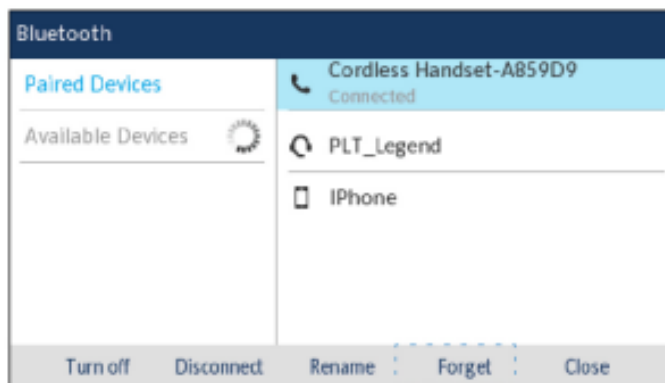 Bluetooth
Paired Devices
Available Devices
Cordless Handset-A859D9
Connected
PLT_Legend
IPhone
Turn off Disconnect Rename Forget Close